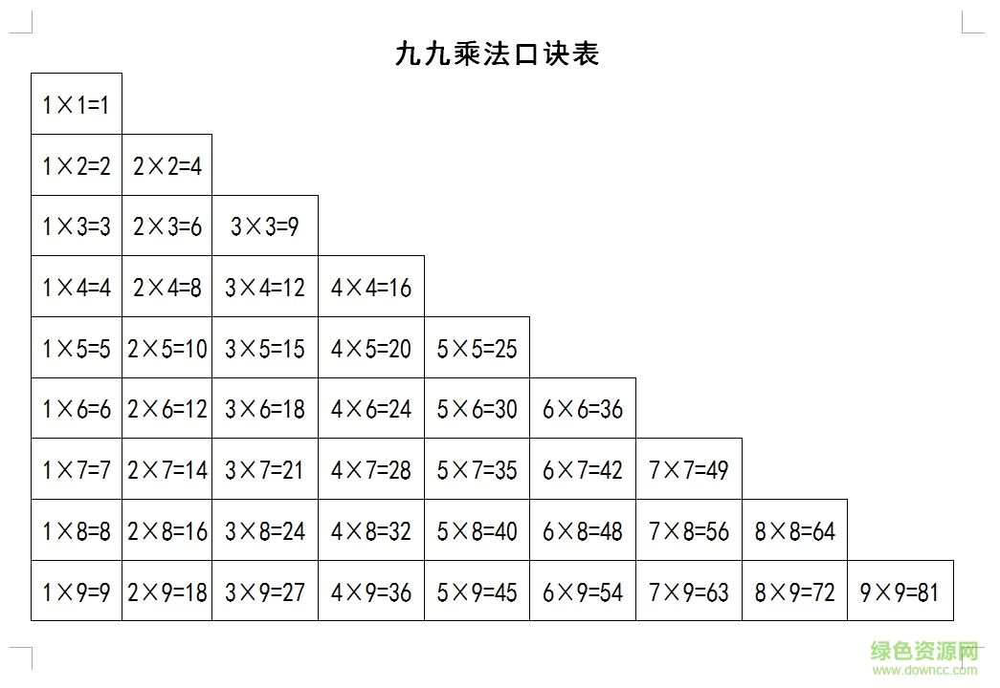 九九乘法口诀表
1×1=1
1×2=2 2×2=4
1×3=3 2×3=6 3×3=9
1×4=4 2×4=8 3×4=12 4×4=16
1×5=5 2×5=10 3×5=15 4×5=20 5×5=25
1×6=6 2×6=12 3×6=18 4×6=24 5×6=30 6×6=36
1×7=7 2×7=14 3×7=21 4×7=28 5×7=35 6×7=42 7×7=49
1×8=8 2×8=16 3×8=24 4×8=32 5×8=40 6×8=48 7×8=56 8×8=64
1×9=9 2×9=18 3×9=27 4×9=36 5×9=45 6×9=54 7×9=63 8×9=72 9×9=81
绿色资源网
www.downcc.com